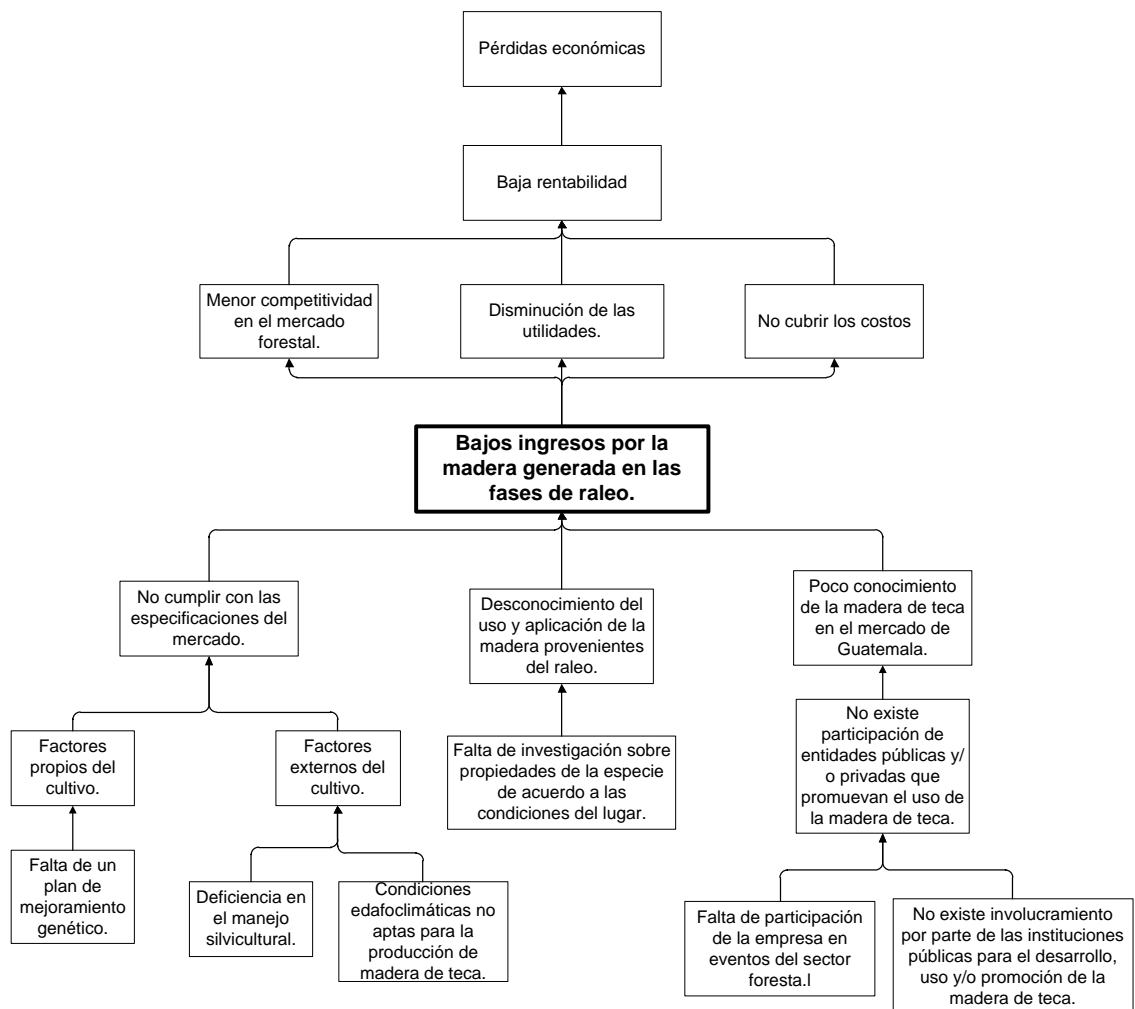 Pérdidas económicas
Baja rentabilidad
Menor competitividad
en el mercado
forestal.
Disminución de las
utilidades.
No cubrir los costos
Bajos ingresos por la
madera generada en las
fases de raleo.
No cumplir con las
especificaciones del
mercado.
Desconocimiento del
uso y aplicación de la
madera provenientes
del raleo.
Poco conocimiento
de la madera de teca
en el mercado de
Guatemala.
Factores
propios del
cultivo.
Factores
externos del
cultivo.
Falta de investigación sobre
propiedades de la especie
de acuerdo a las
condiciones del lugar.
No existe
participación de
entidades públicas y/
o privadas que
promuevan el uso de
la madera de teca.
Falta de un
plan de
mejoramiento
genético.
Deficiencia en
el manejo
silvicultural.
Condiciones
edafoclimáticas no
aptas para la
producción de
madera de teca.
Falta de participación
de la empresa en
eventos del sector
foresta.l
No existe involucramiento
por parte de las instituciones
públicas para el desarrollo,
uso y/o promoción de la
madera de teca.